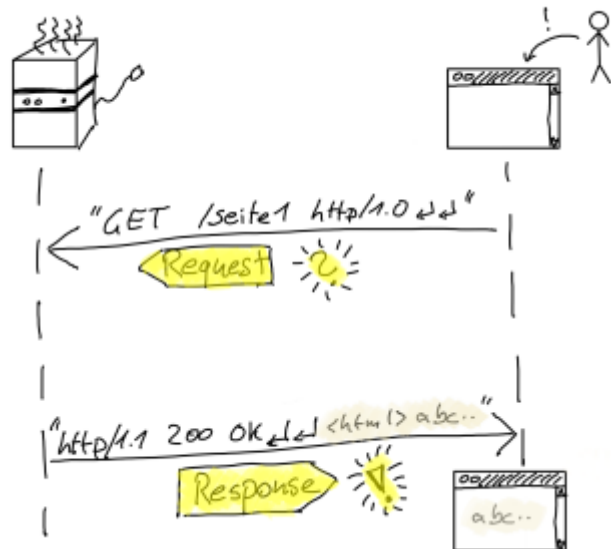 !
"GET /seite1 http/1.0 ↲↲"
Request ?
"http/1.1 200 OK ↲↲ <html> abc.."
Response !
abc..